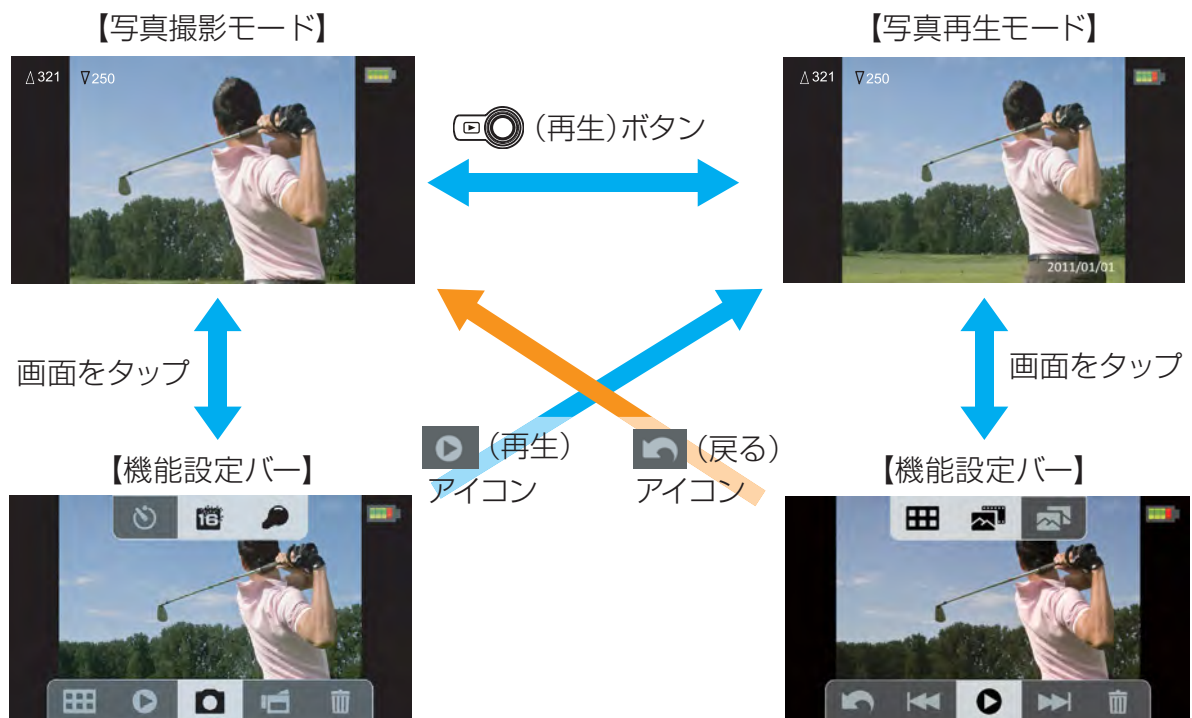 【写真撮影モード】
【写真再生モード】
△321 ▽250
△321 ▽250
(再生)ボタン
2011/01/01
画面をタップ
画面をタップ
(再生)
アイコン
(戻る)
アイコン
【機能設定バー】
【機能設定バー】
16